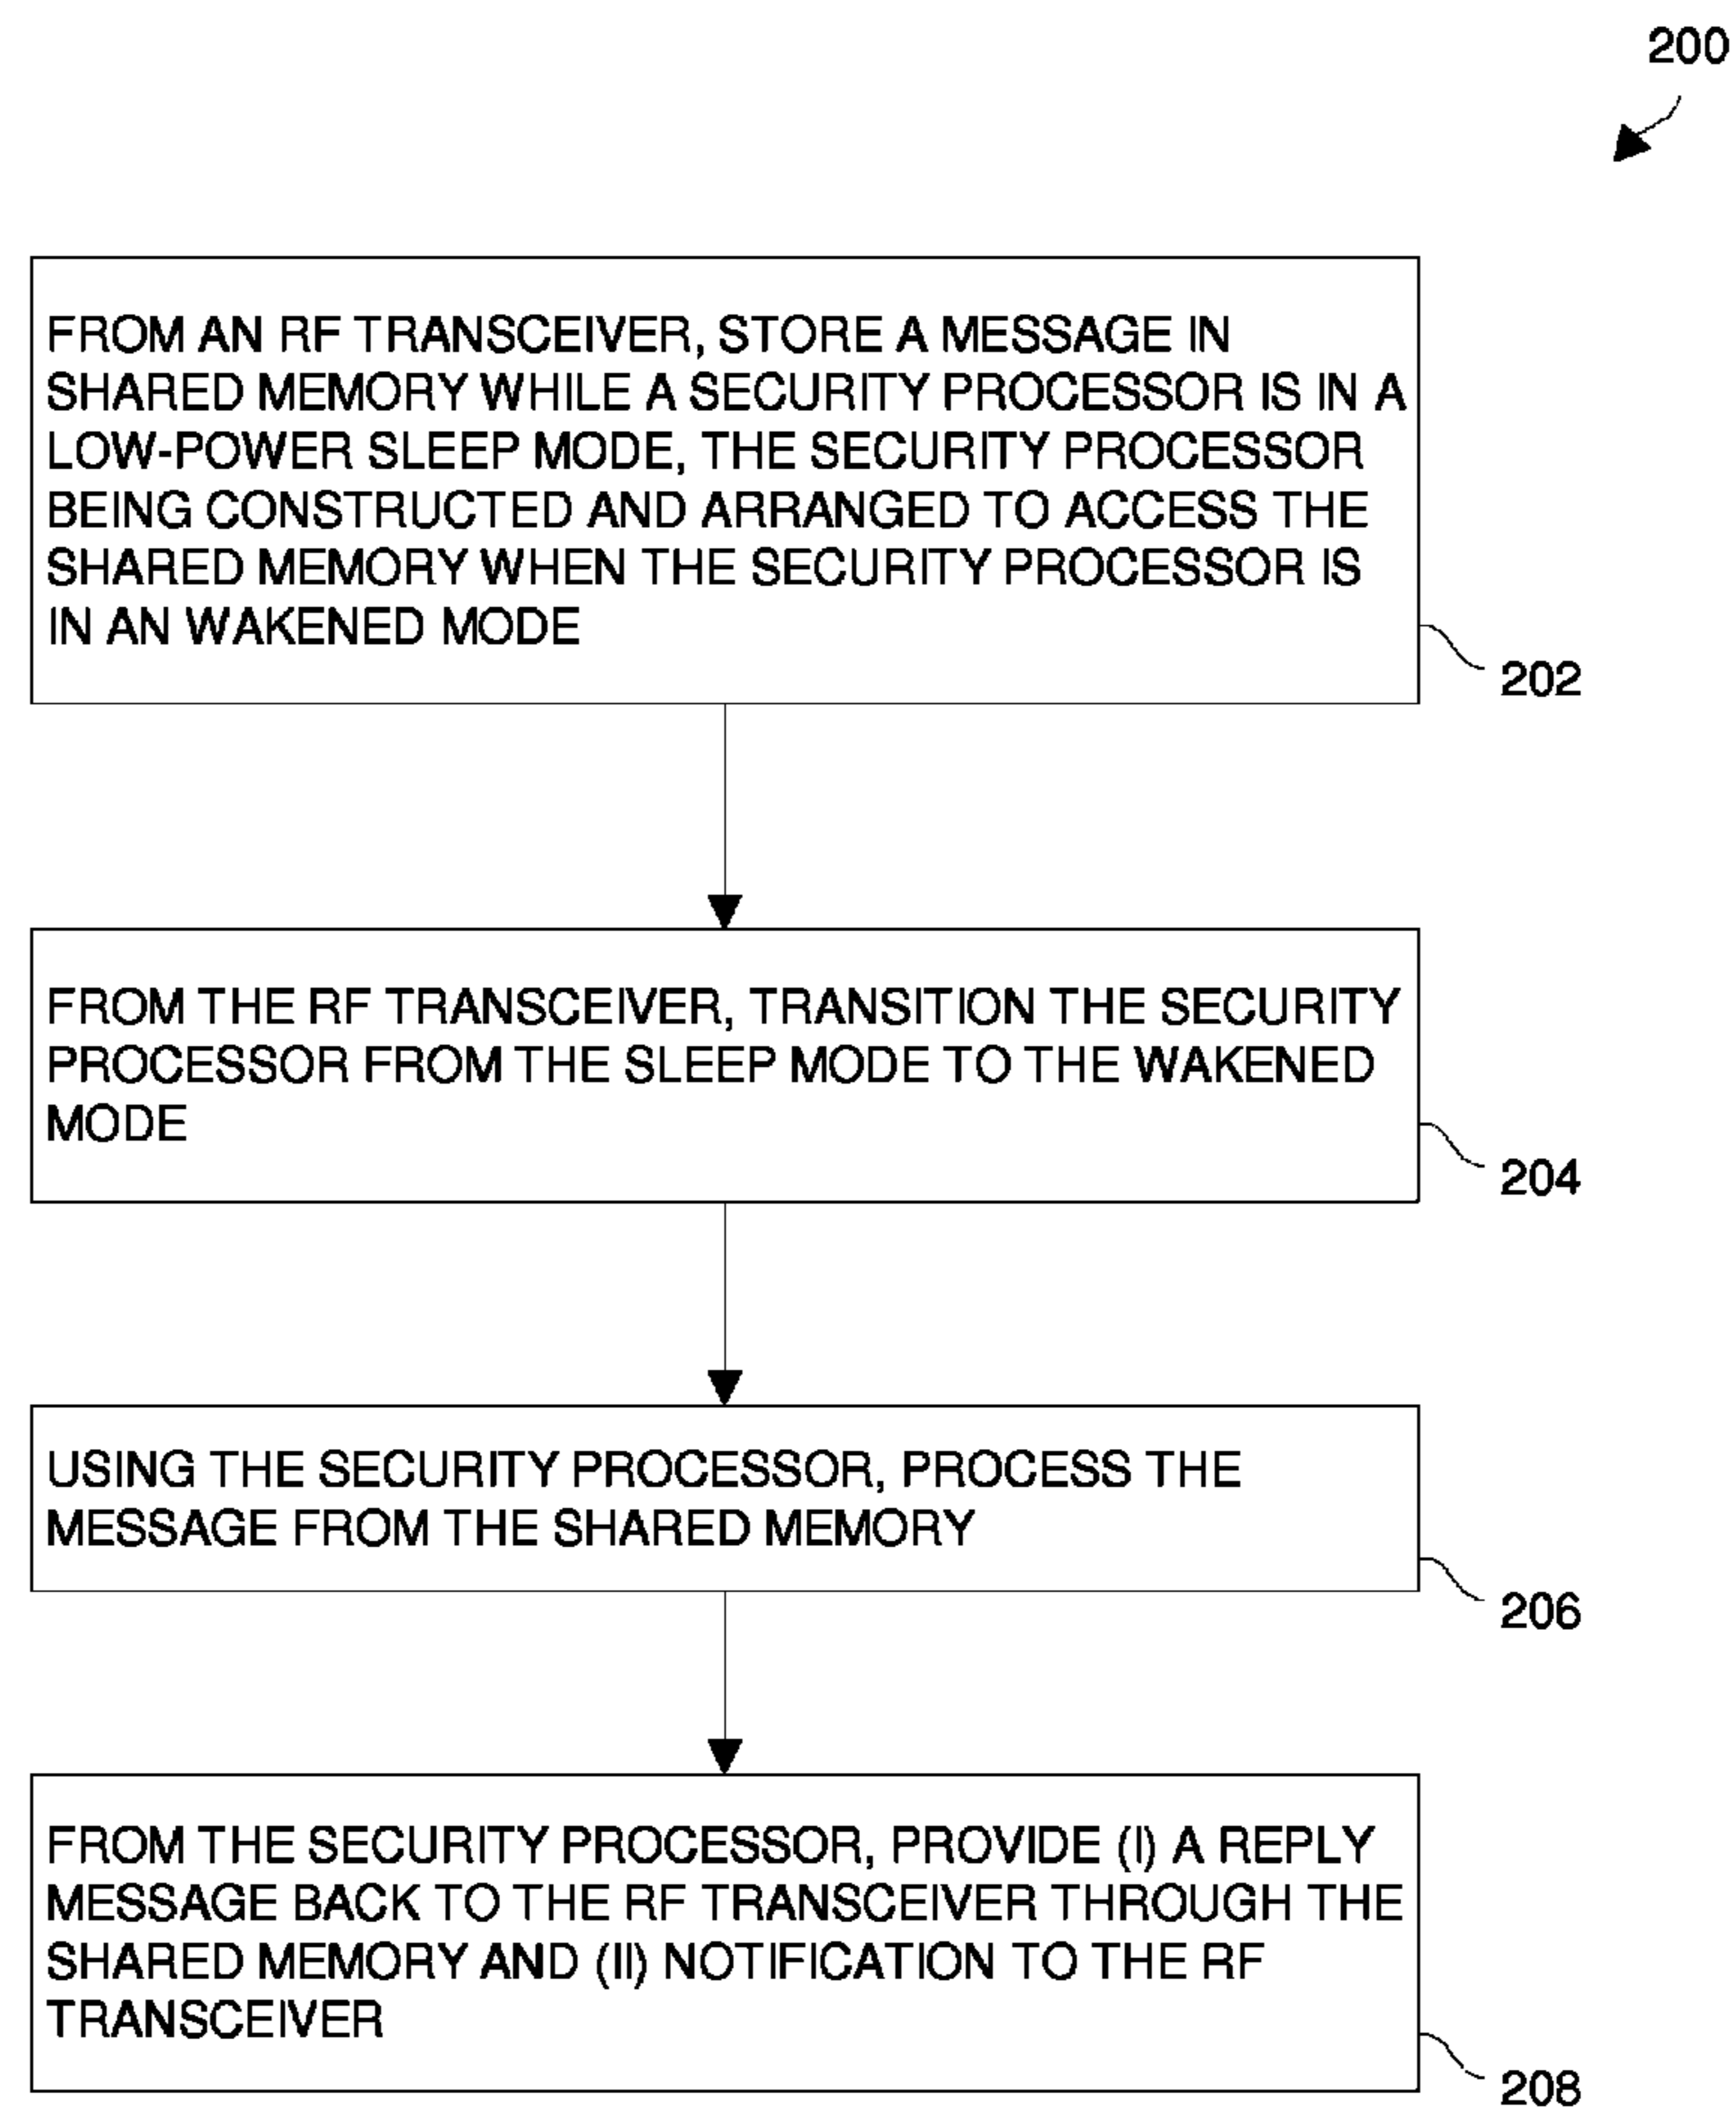 200
FROM AN RF TRANSCEIVER, STORE A MESSAGE IN
SHARED MEMORY WHILE A SECURITY PROCESSOR IS IN A
LOW-POWER SLEEP MODE, THE SECURITY PROCESSOR
BEING CONSTRUCTED AND ARRANGED TO ACCESS THE
SHARED MEMORY WHEN THE SECURITY PROCESSOR IS
IN AN WAKENED MODE
202
FROM THE RF TRANSCEIVER, TRANSITION THE SECURITY
PROCESSOR FROM THE SLEEP MODE TO THE WAKENED
MODE
204
USING THE SECURITY PROCESSOR, PROCESS THE
MESSAGE FROM THE SHARED MEMORY
206
FROM THE SECURITY PROCESSOR, PROVIDE (I) A REPLY
MESSAGE BACK TO THE RF TRANSCEIVER THROUGH THE
SHARED MEMORY AND (II) NOTIFICATION TO THE RF
TRANSCEIVER
208